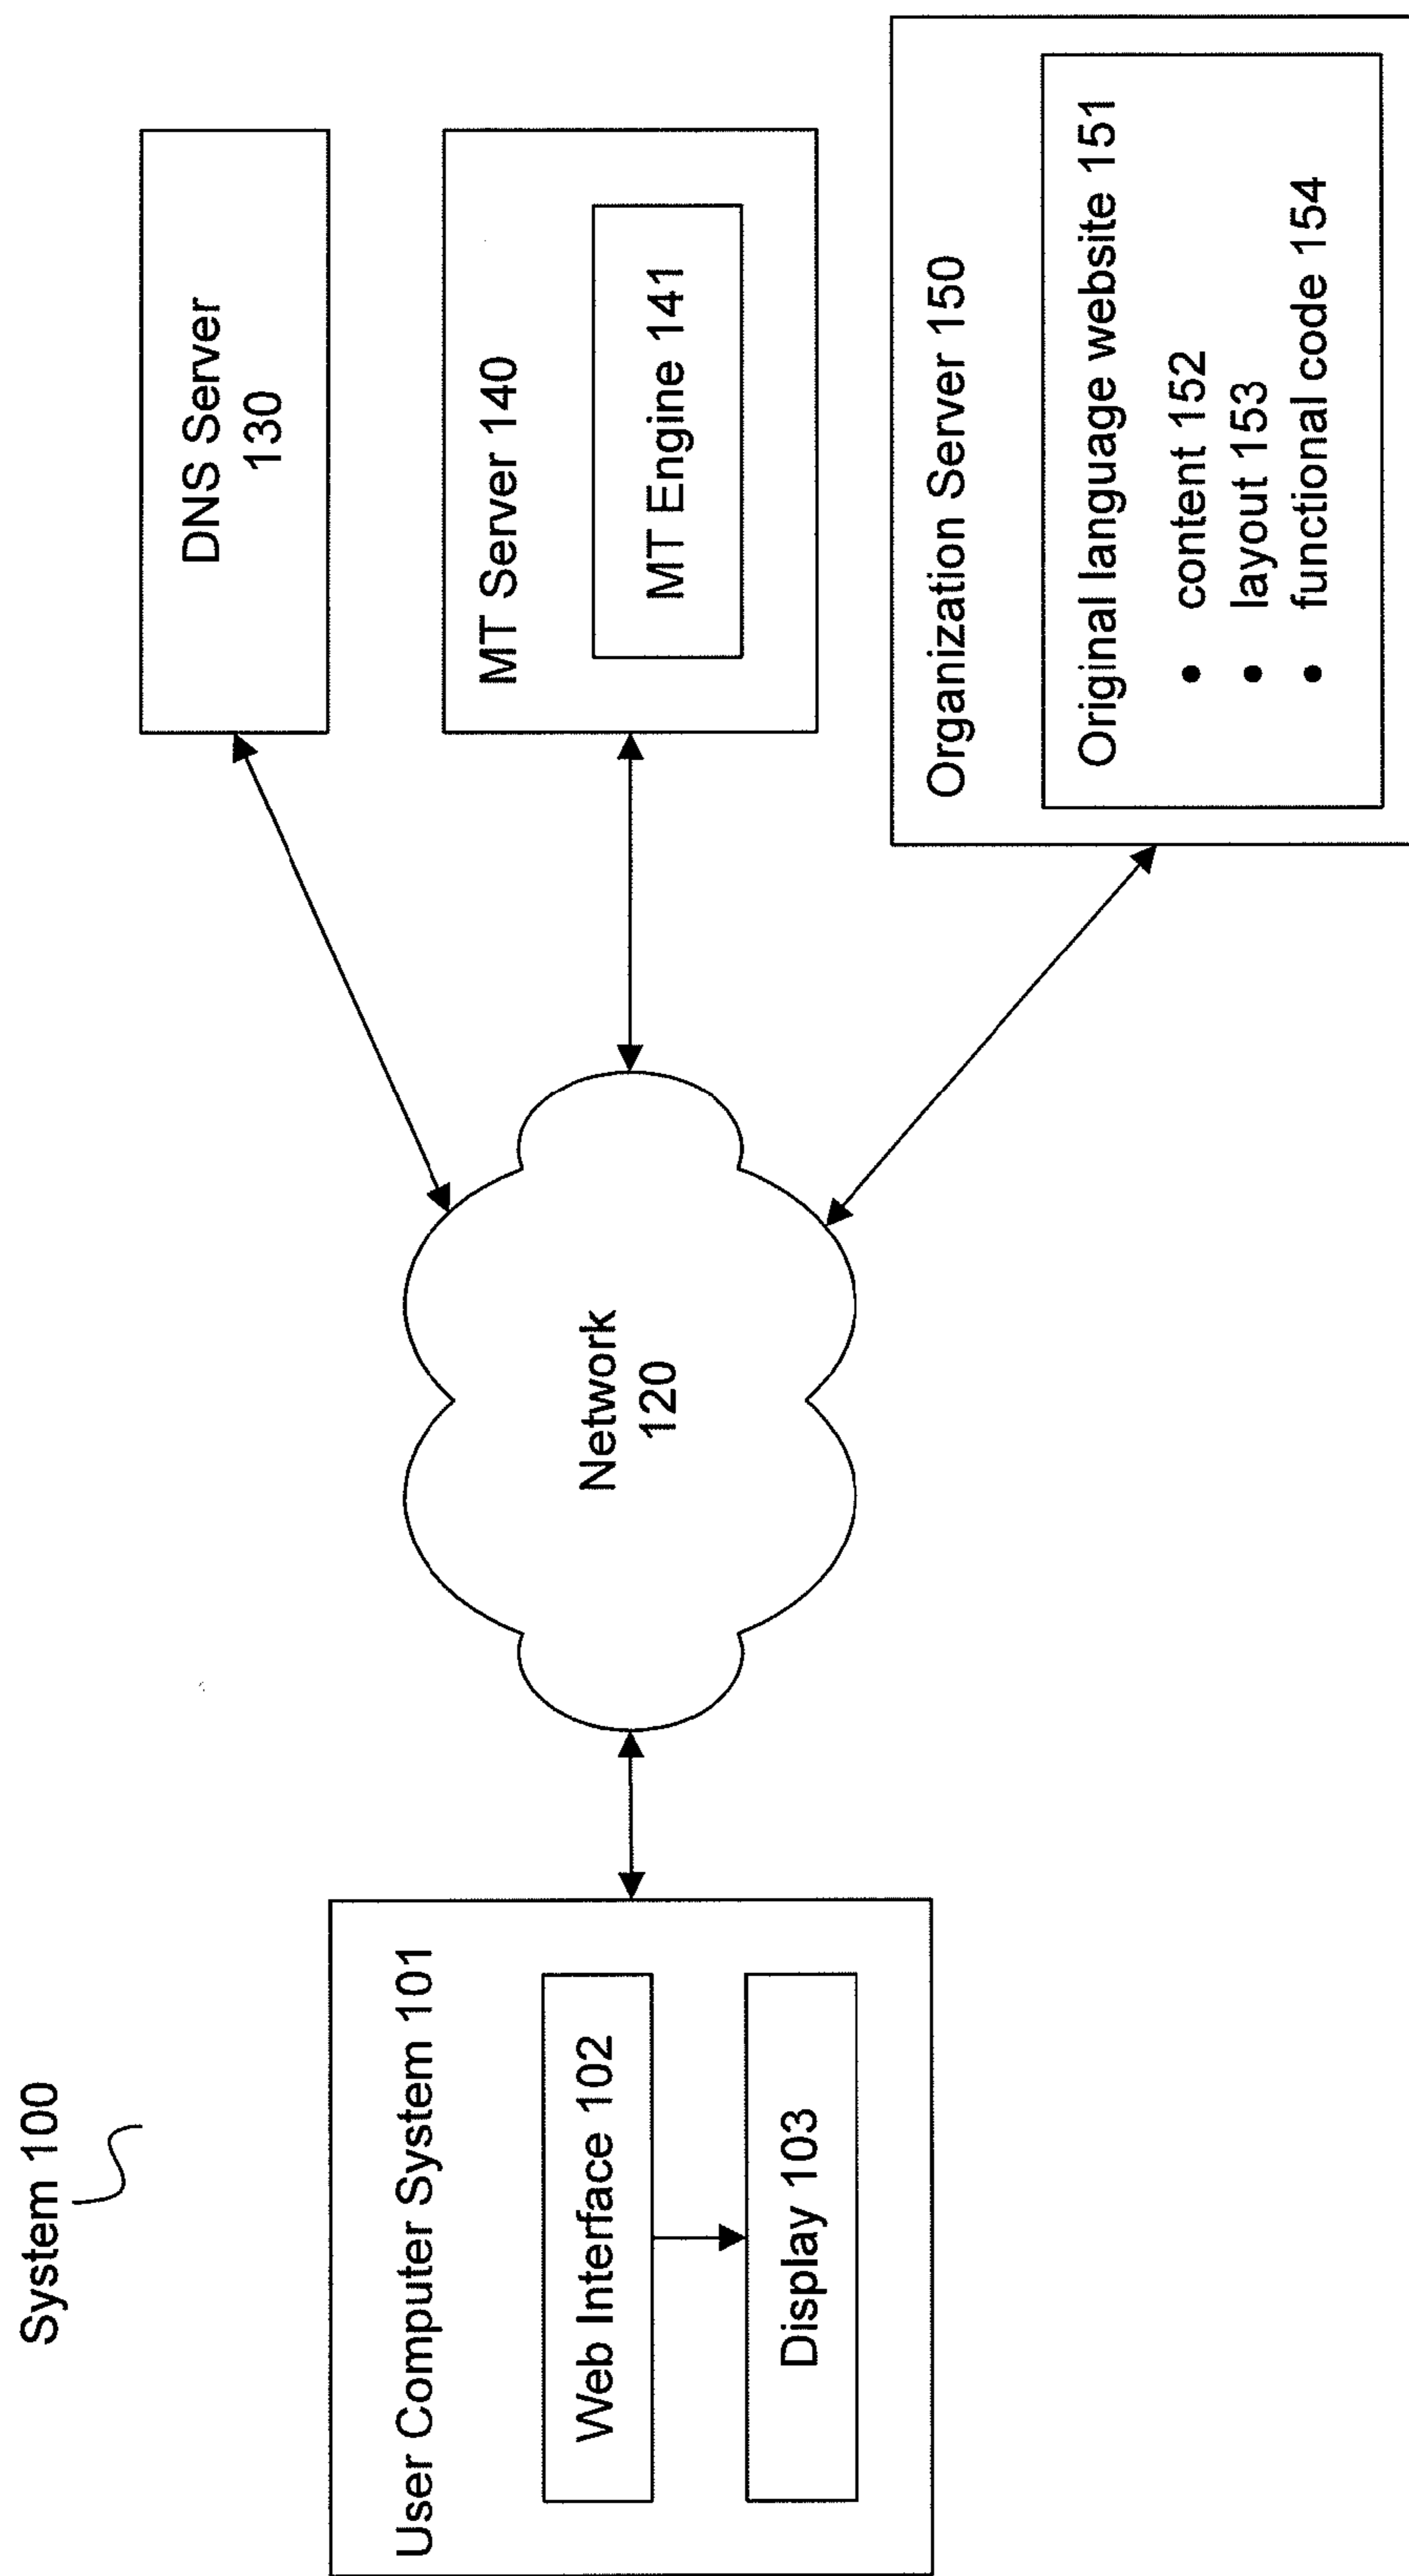 System 100
User Computer System 101
Web Interface 102
Display 103
Network
120
DNS Server
130
MT Server 140
MT Engine 141
Organization Server 150
Original language website 151
• content 152
• layout 153
• functional code 154